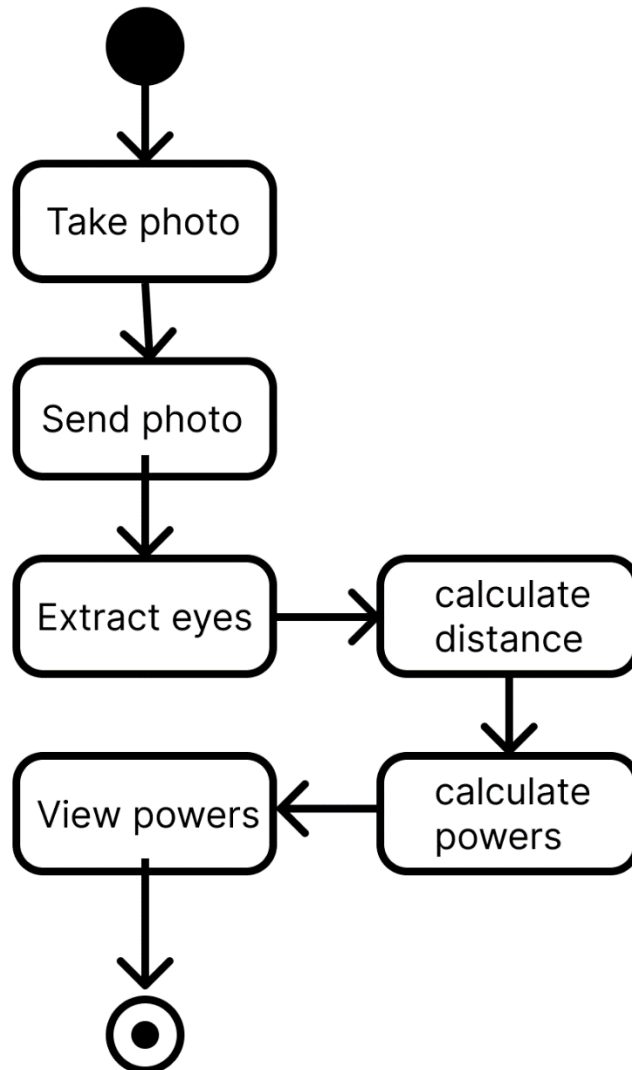 Take photo
Send photo
Extract eyes
calculate
distance
calculate
powers
View powers